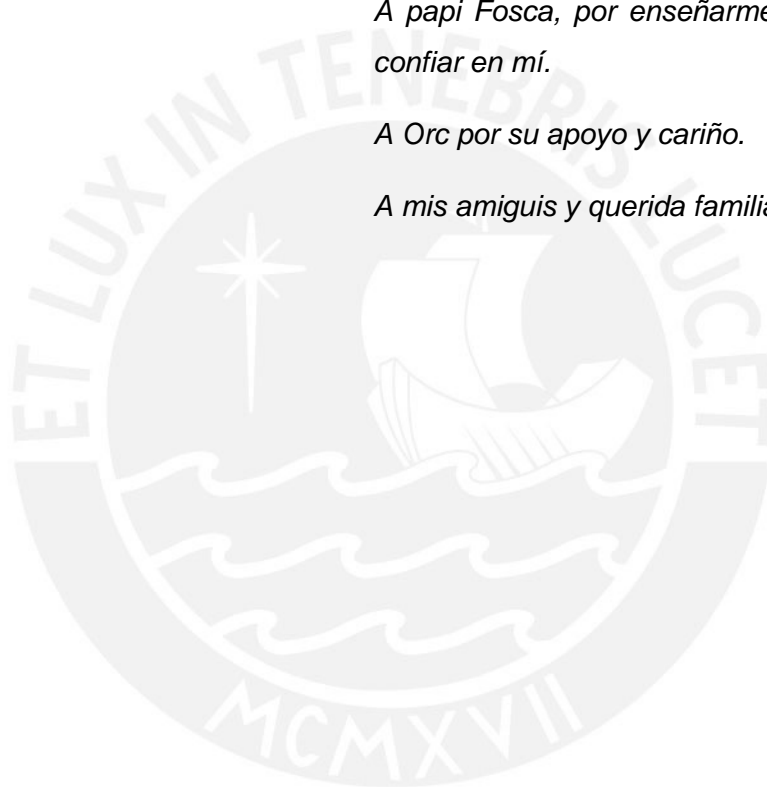 A papi Fosca, por enseñarme
confiar en mí.
A Orc por su apoyo y cariño.
A mis amiguis y querida familia
ET LUX IN TENEBRIS LUCET
MCMXVII